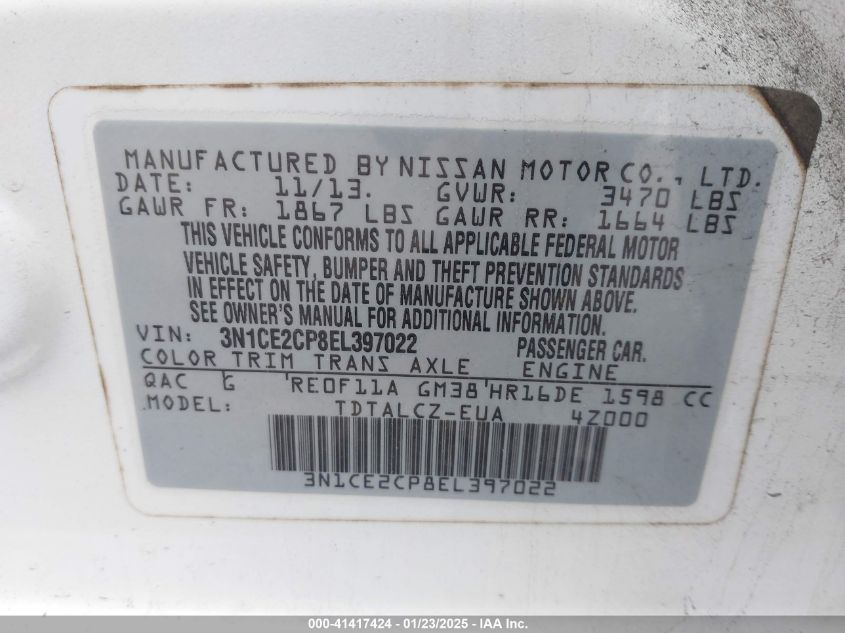 MANUFACTURED BY NISSAN MOTOR CO., LTD.
DATE: 11/13. GVWR: 3470 LBS
GAWR FR: 1867 LBS GAWR RR: 1664 LBS
THIS VEHICLE CONFORMS TO ALL APPLICABLE FEDERAL MOTOR
VEHICLE SAFETY, BUMPER AND THEFT PREVENTION STANDARDS
IN EFFECT ON THE DATE OF MANUFACTURE SHOWN ABOVE.
SEE OWNER'S MANUAL FOR ADDITIONAL INFORMATION.
VIN: 3N1CE2CP8EL397022 PASSENGER CAR.
COLOR TRIM TRANS AXLE ENGINE
QAC G 'RE0F11A GM38'HR16DE 1598 CC
MODEL: TDTALCZ-EUA 4Z000
3N1CE2CP8EL397022
000-41417424 - 01/23/2025 - IAA Inc.